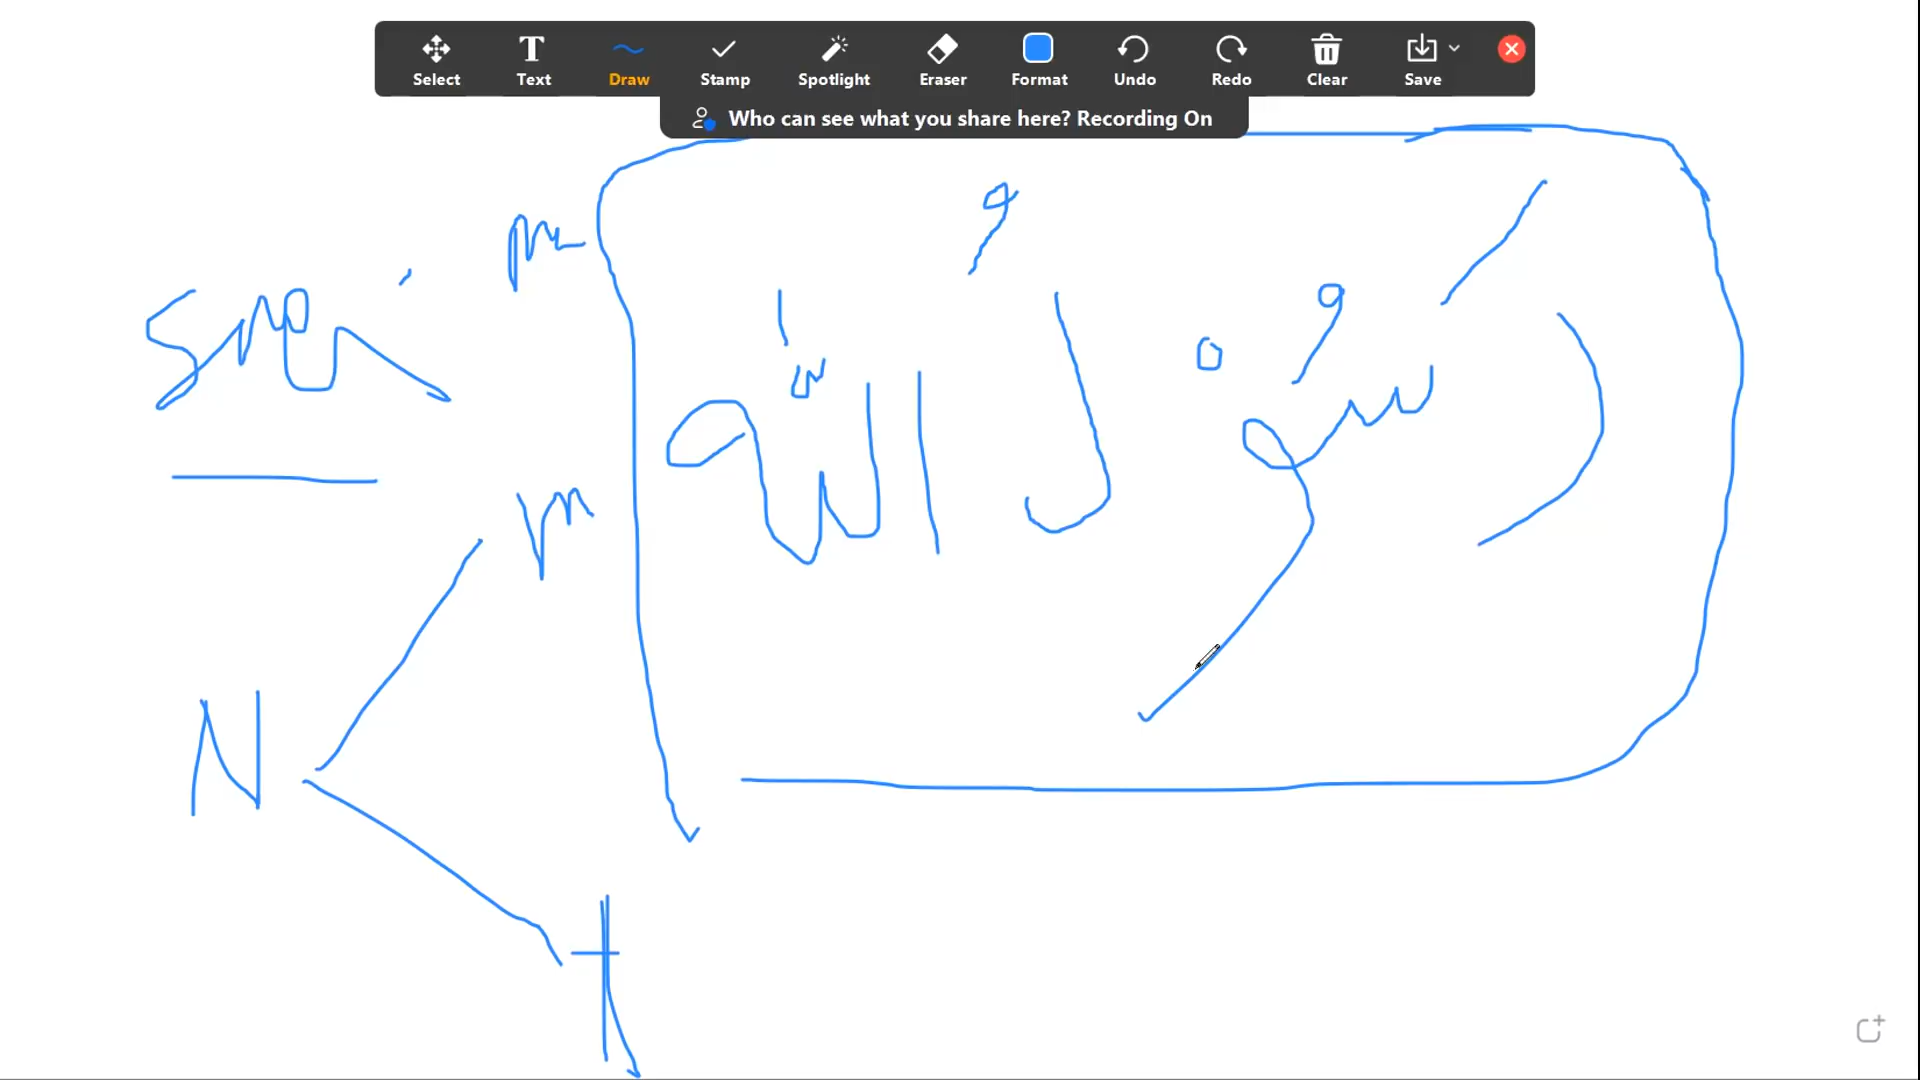 Select Text Draw Stamp Spotlight Eraser Format Undo Redo Clear Save
Who can see what you share here? Recording On
m
رَسُوْلُ اللّٰه
m
N